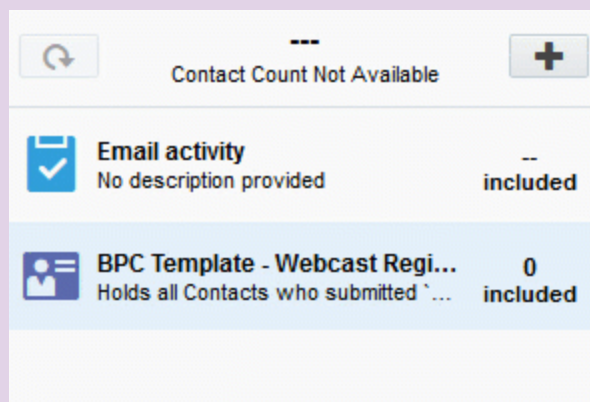 ---
Contact Count Not Available
Email activity
No description provided
--
included
BPC Template - Webcast Regi...
Holds all Contacts who submitted `...
0
included